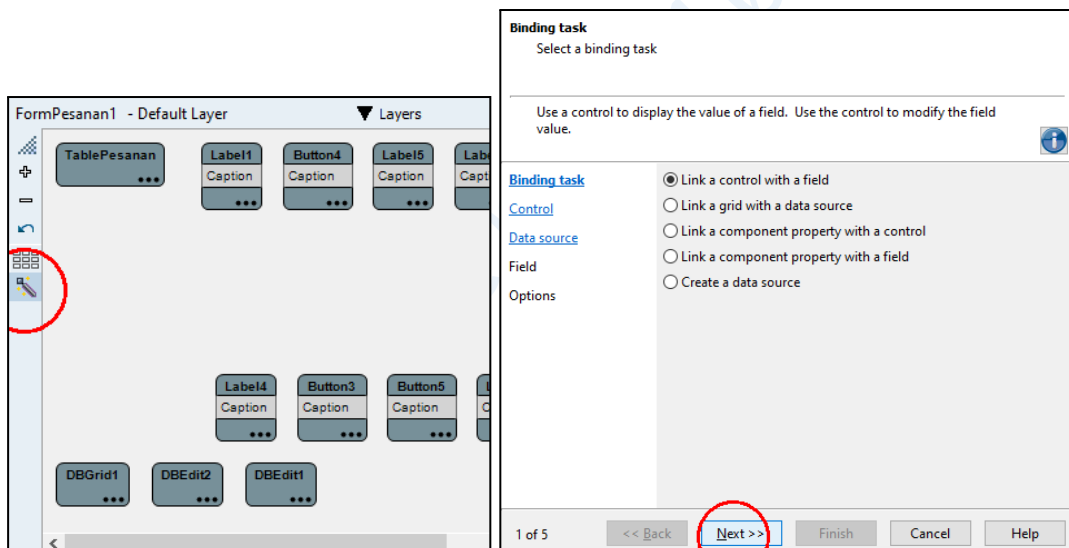 FormPesanan1 - Default Layer
Layers
TablePesanan
Label1
Caption
Button4
Caption
Label5
Caption
Label4
Caption
Button3
Caption
Button5
Caption
DBGrid1
DBEdit2
DBEdit1
Binding task
Select a binding task
Use a control to display the value of a field. Use the control to modify the field
value.
Binding task
Control
Data source
Field
Options
Link a control with a field
Link a grid with a data source
Link a component property with a control
Link a component property with a field
Create a data source
1 of 5
<< Back
Next >>
Finish
Cancel
Help